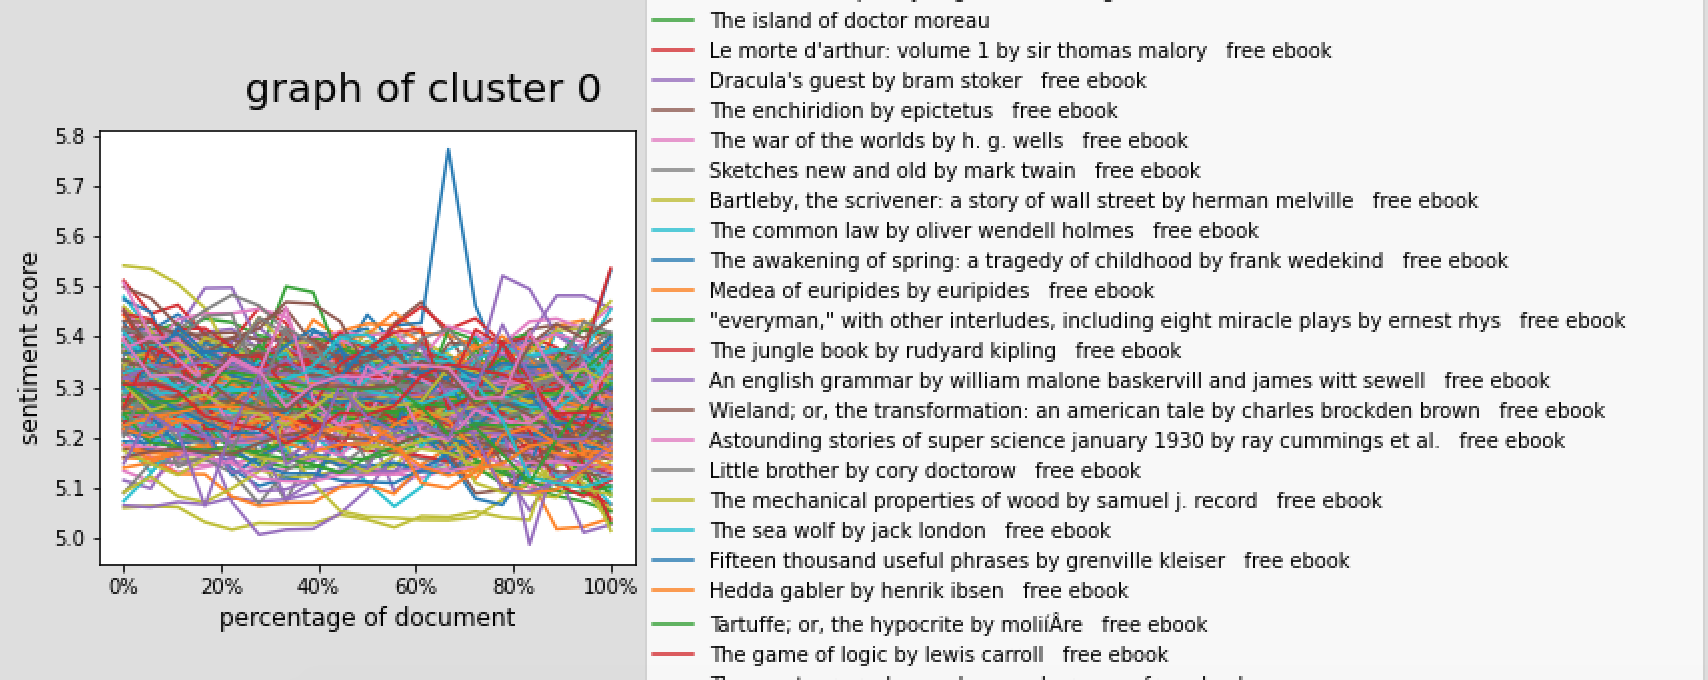 graph of cluster 0
5.8
5.7
5.6
5.5
5.4
5.3
5.2
5.1
5.0
sentiment score
0% 20% 40% 60% 80% 100%
percentage of document
The island of doctor moreau
Le morte d'arthur: volume 1 by sir thomas malory free ebook
Dracula's guest by bram stoker free ebook
The enchiridion by epictetus free ebook
The war of the worlds by h. g. wells free ebook
Sketches new and old by mark twain free ebook
Bartleby, the scrivener: a story of wall street by herman melville free ebook
The common law by oliver wendell holmes free ebook
The awakening of spring: a tragedy of childhood by frank wedekind free ebook
Medea of euripides by euripides free ebook
"everyman," with other interludes, including eight miracle plays by ernest rhys free ebook
The jungle book by rudyard kipling free ebook
An english grammar by william malone baskervill and james witt sewell free ebook
Wieland; or, the transformation: an american tale by charles brockden brown free ebook
Astounding stories of super science january 1930 by ray cummings et al. free ebook
Little brother by cory doctorow free ebook
The mechanical properties of wood by samuel j. record free ebook
The sea wolf by jack london free ebook
Fifteen thousand useful phrases by grenville kleiser free ebook
Hedda gabler by henrik ibsen free ebook
Tartuffe; or, the hypocrite by moliíÅre free ebook
The game of logic by lewis carroll free ebook